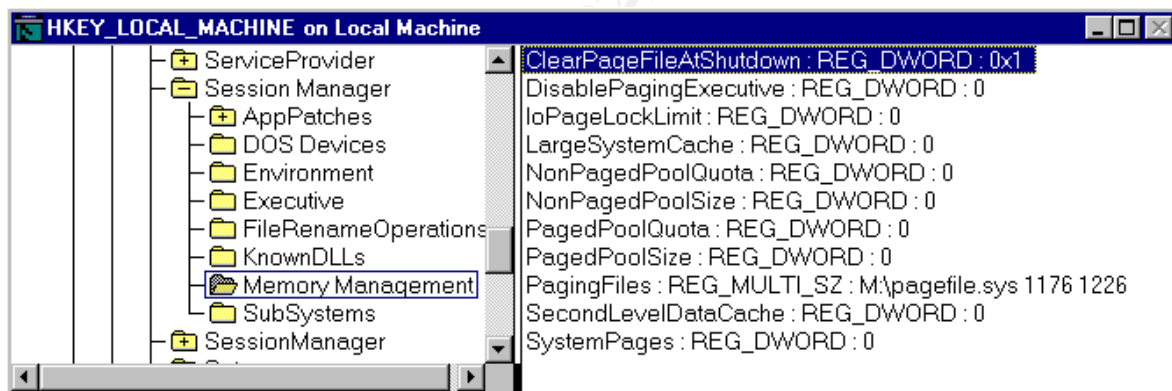 HKEY_LOCAL_MACHINE on Local Machine
ServiceProvider
Session Manager
AppPatches
DOS Devices
Environment
Executive
FileRenameOperations
KnownDLLs
Memory Management
SubSystems
SessionManager
ClearPageFileAtShutdown : REG_DWORD : 0x1
DisablePagingExecutive : REG_DWORD : 0
IoPageLockLimit : REG_DWORD : 0
LargeSystemCache : REG_DWORD : 0
NonPagedPoolQuota : REG_DWORD : 0
NonPagedPoolSize : REG_DWORD : 0
PagedPoolQuota : REG_DWORD : 0
PagedPoolSize : REG_DWORD : 0
PagingFiles : REG_MULTI_SZ : M:\pagefile.sys 1176 1226
SecondLevelDataCache : REG_DWORD : 0
SystemPages : REG_DWORD : 0